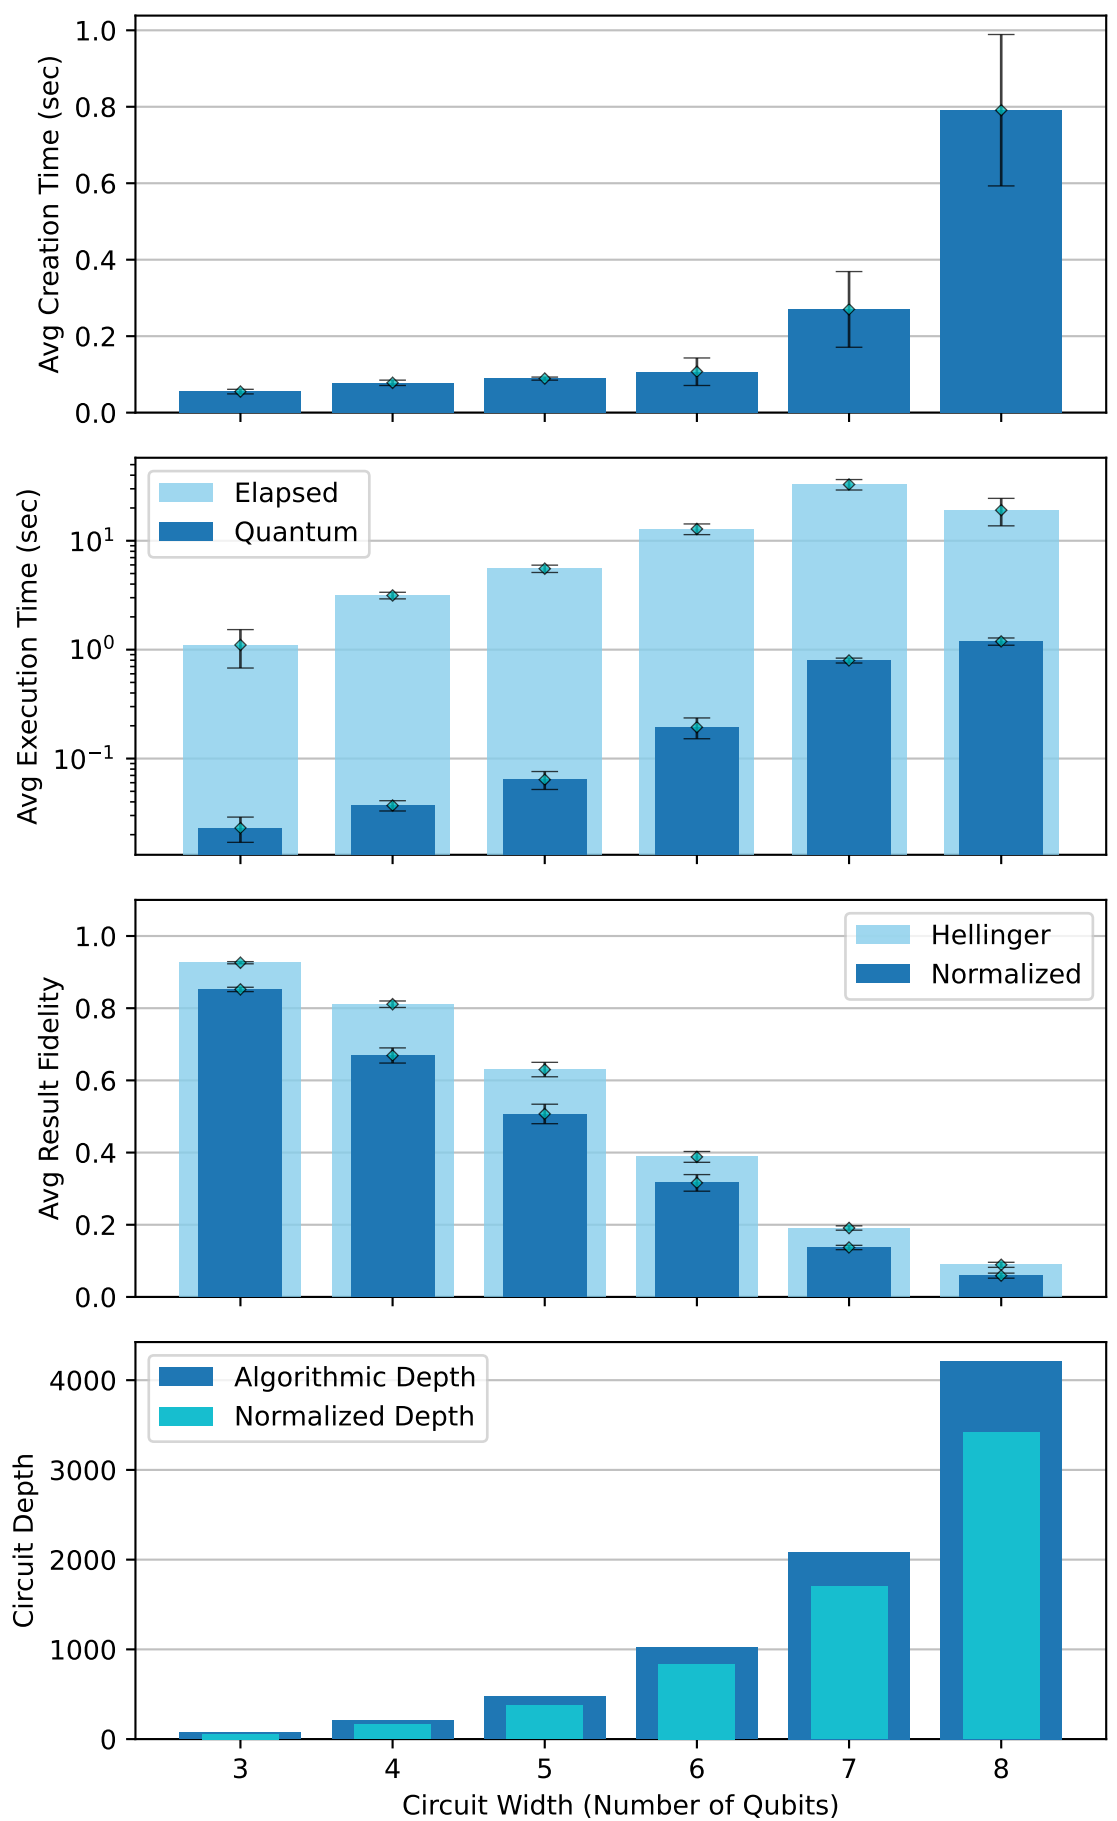 Avg Creation Time (sec)
1.0
0.8
0.6
0.4
0.2
0.0
Avg Execution Time (sec)
10¹
10⁰
10⁻¹
Elapsed
Quantum
Avg Result Fidelity
1.0
0.8
0.6
0.4
0.2
0.0
Hellinger
Normalized
Circuit Depth
4000
3000
2000
1000
0
Algorithmic Depth
Normalized Depth
3 4 5 6 7 8
Circuit Width (Number of Qubits)